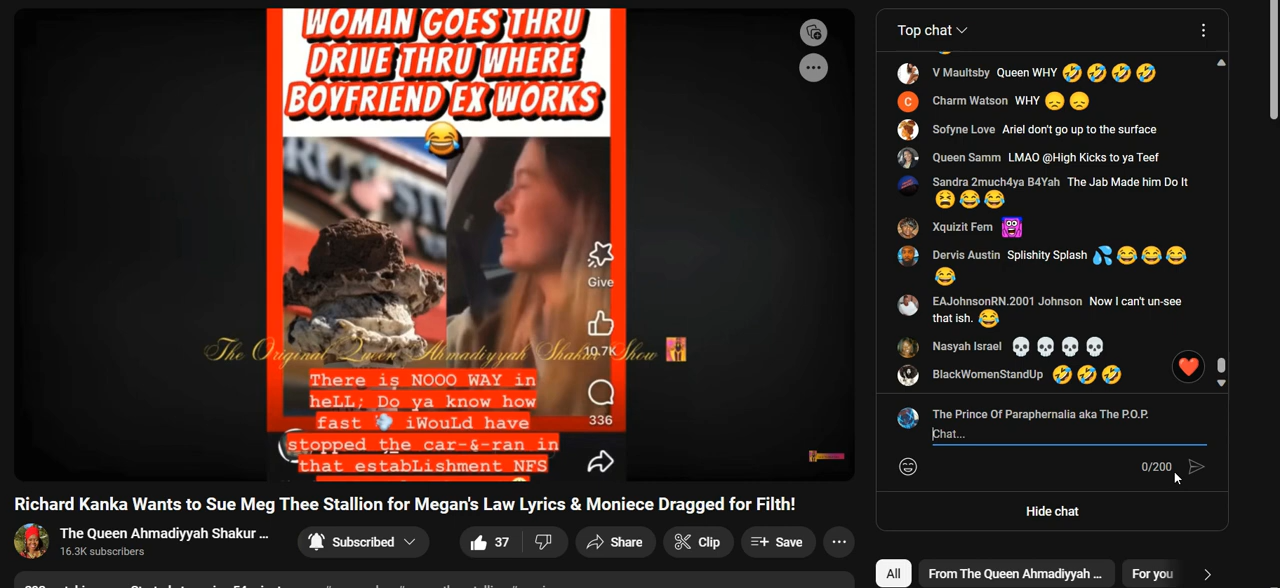 WOMAN GOES THRU
DRIVE THRU WHERE
BOYFRIEND EX WORKS
Give
10.7K
The Original Queen Ahmadiyyah Shakur Show
There is NOOO WAY in
heLL; Do ya know how
fast 💨 iWouLd have
336
stopped the car-&-ran in
that estabLishment NFS
Richard Kanka Wants to Sue Meg Thee Stallion for Megan's Law Lyrics & Moniece Dragged for Filth!
The Queen Ahmadiyyah Shakur ...
16.3K subscribers
Subscribed
37
Share
Clip
Save
Top chat
V Maultsby Queen WHY 🤣🤣🤣🤣
C Charm Watson WHY 😞😞
Sofyne Love Ariel don't go up to the surface
Queen Samm LMAO @High Kicks to ya Teef
Sandra 2much4ya B4Yah The Jab Made him Do It
😫😂😂
Xquizit Fem
Dervis Austin Splishity Splash 💦😂😂😂
😂
EAJohnsonRN.2001 Johnson Now I can't un-see
that ish. 😂
Nasyah Israel 💀💀💀💀
BlackWomenStandUp 🤣🤣🤣
The Prince Of Paraphernalia aka The P.O.P.
Chat...
0/200
Hide chat
All
From The Queen Ahmadiyyah ...
For you